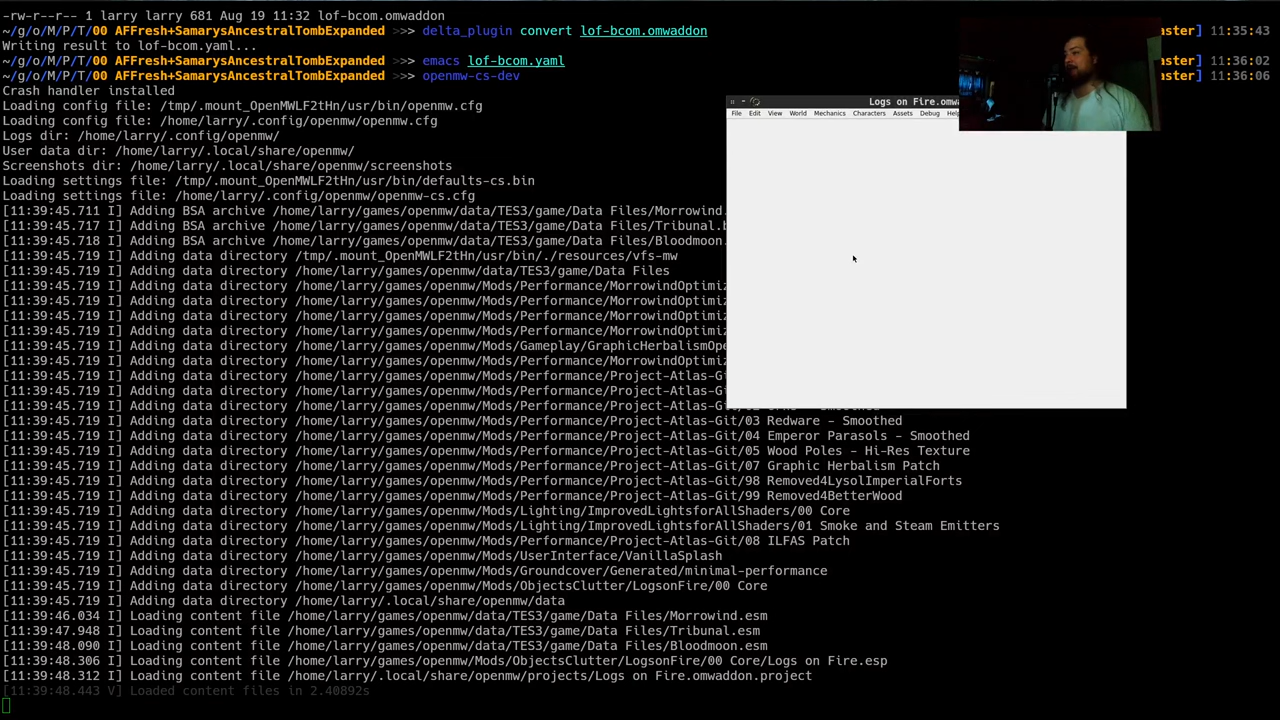 -rw-r--r-- 1 larry larry 681 Aug 19 11:32 lof-bcom.omwaddon
~/g/o/M/P/T/00 AFFresh+SamarysAncestralTombExpanded >>> delta_plugin convert lof-bcom.omwaddon aster] 11:35:43
Writing result to lof-bcom.yaml...
~/g/o/M/P/T/00 AFFresh+SamarysAncestralTombExpanded >>> emacs lof-bcom.yaml aster] 11:36:02
~/g/o/M/P/T/00 AFFresh+SamarysAncestralTombExpanded >>> openmw-cs-dev aster] 11:36:06
Crash handler installed
Loading config file: /tmp/.mount_OpenMWLF2tHn/usr/bin/openmw.cfg
Loading config file: /home/larry/.config/openmw/openmw.cfg
Logs dir: /home/larry/.config/openmw/
User data dir: /home/larry/.local/share/openmw/
Screenshots dir: /home/larry/.local/share/openmw/screenshots
Loading settings file: /tmp/.mount_OpenMWLF2tHn/usr/bin/defaults-cs.bin
Loading settings file: /home/larry/.config/openmw/openmw-cs.cfg
[11:39:45.711 I] Adding BSA archive /home/larry/games/openmw/data/TES3/game/Data Files/Morrowind.
[11:39:45.717 I] Adding BSA archive /home/larry/games/openmw/data/TES3/game/Data Files/Tribunal.b
[11:39:45.718 I] Adding BSA archive /home/larry/games/openmw/data/TES3/game/Data Files/Bloodmoon.
[11:39:45.719 I] Adding data directory /tmp/.mount_OpenMWLF2tHn/usr/bin/./resources/vfs-mw
[11:39:45.719 I] Adding data directory /home/larry/games/openmw/data/TES3/game/Data Files
[11:39:45.719 I] Adding data directory /home/larry/games/openmw/Mods/Performance/MorrowindOptimiz
[11:39:45.719 I] Adding data directory /home/larry/games/openmw/Mods/Performance/MorrowindOptimiz
[11:39:45.719 I] Adding data directory /home/larry/games/openmw/Mods/Performance/MorrowindOptimiz
[11:39:45.719 I] Adding data directory /home/larry/games/openmw/Mods/Performance/MorrowindOptimiz
[11:39:45.719 I] Adding data directory /home/larry/games/openmw/Mods/Gameplay/GraphicHerbalismOpe
[11:39:45.719 I] Adding data directory /home/larry/games/openmw/Mods/Performance/MorrowindOptimiz
[11:39:45.719 I] Adding data directory /home/larry/games/openmw/Mods/Performance/Project-Atlas-Gi
[11:39:45.719 I] Adding data directory /home/larry/games/openmw/Mods/Performance/Project-Atlas-Gi
[11:39:45.719 I] Adding data directory /home/larry/games/openmw/Mods/Performance/Project-Atlas-Git/02 Urns - Smoothed
[11:39:45.719 I] Adding data directory /home/larry/games/openmw/Mods/Performance/Project-Atlas-Git/03 Redware - Smoothed
[11:39:45.719 I] Adding data directory /home/larry/games/openmw/Mods/Performance/Project-Atlas-Git/04 Emperor Parasols - Smoothed
[11:39:45.719 I] Adding data directory /home/larry/games/openmw/Mods/Performance/Project-Atlas-Git/05 Wood Poles - Hi-Res Texture
[11:39:45.719 I] Adding data directory /home/larry/games/openmw/Mods/Performance/Project-Atlas-Git/07 Graphic Herbalism Patch
[11:39:45.719 I] Adding data directory /home/larry/games/openmw/Mods/Performance/Project-Atlas-Git/98 Removed4LysolImperialForts
[11:39:45.719 I] Adding data directory /home/larry/games/openmw/Mods/Performance/Project-Atlas-Git/99 Removed4BetterWood
[11:39:45.719 I] Adding data directory /home/larry/games/openmw/Mods/Lighting/ImprovedLightsforAllShaders/00 Core
[11:39:45.719 I] Adding data directory /home/larry/games/openmw/Mods/Lighting/ImprovedLightsforAllShaders/01 Smoke and Steam Emitters
[11:39:45.719 I] Adding data directory /home/larry/games/openmw/Mods/Performance/Project-Atlas-Git/08 ILFAS Patch
[11:39:45.719 I] Adding data directory /home/larry/games/openmw/Mods/UserInterface/VanillaSplash
[11:39:45.719 I] Adding data directory /home/larry/games/openmw/Mods/Groundcover/Generated/minimal-performance
[11:39:45.719 I] Adding data directory /home/larry/games/openmw/Mods/ObjectsClutter/LogsonFire/00 Core
[11:39:45.719 I] Adding data directory /home/larry/.local/share/openmw/data
[11:39:46.034 I] Loading content file /home/larry/games/openmw/data/TES3/game/Data Files/Morrowind.esm
[11:39:47.948 I] Loading content file /home/larry/games/openmw/data/TES3/game/Data Files/Tribunal.esm
[11:39:48.090 I] Loading content file /home/larry/games/openmw/data/TES3/game/Data Files/Bloodmoon.esm
[11:39:48.306 I] Loading content file /home/larry/games/openmw/Mods/ObjectsClutter/LogsonFire/00 Core/Logs on Fire.esp
[11:39:48.312 I] Loading content file /home/larry/.local/share/openmw/projects/Logs on Fire.omwaddon.project
[11:39:48.443 V] Loaded content files in 2.40892s
Logs on Fire.omw
File Edit View World Mechanics Characters Assets Debug Help